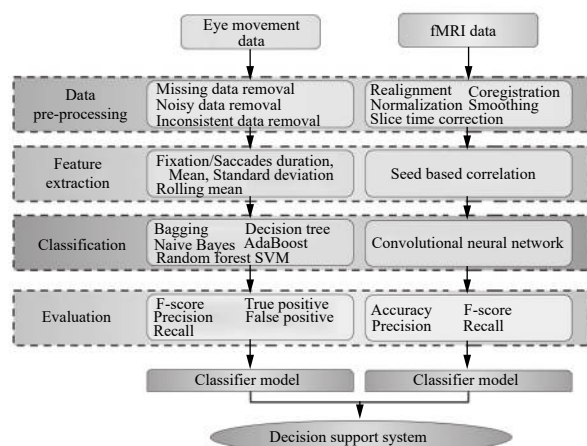 Eye movement
data
fMRI data
Data
pre-processing
Missing data removal
Noisy data removal
Inconsistent data removal
Realignment Coregistration
Normalization Smoothing
Slice time correction
Feature
extraction
Fixation/Saccades duration,
Mean, Standard deviation
Rolling mean
Seed based correlation
Classification
Bagging Decision tree
Naive Bayes AdaBoost
Random forest SVM
Convolutional neural network
Evaluation
F-score True positive
Precision False positive
Recall
Accuracy F-score
Precision Recall
Classifier model
Classifier model
Decision support system